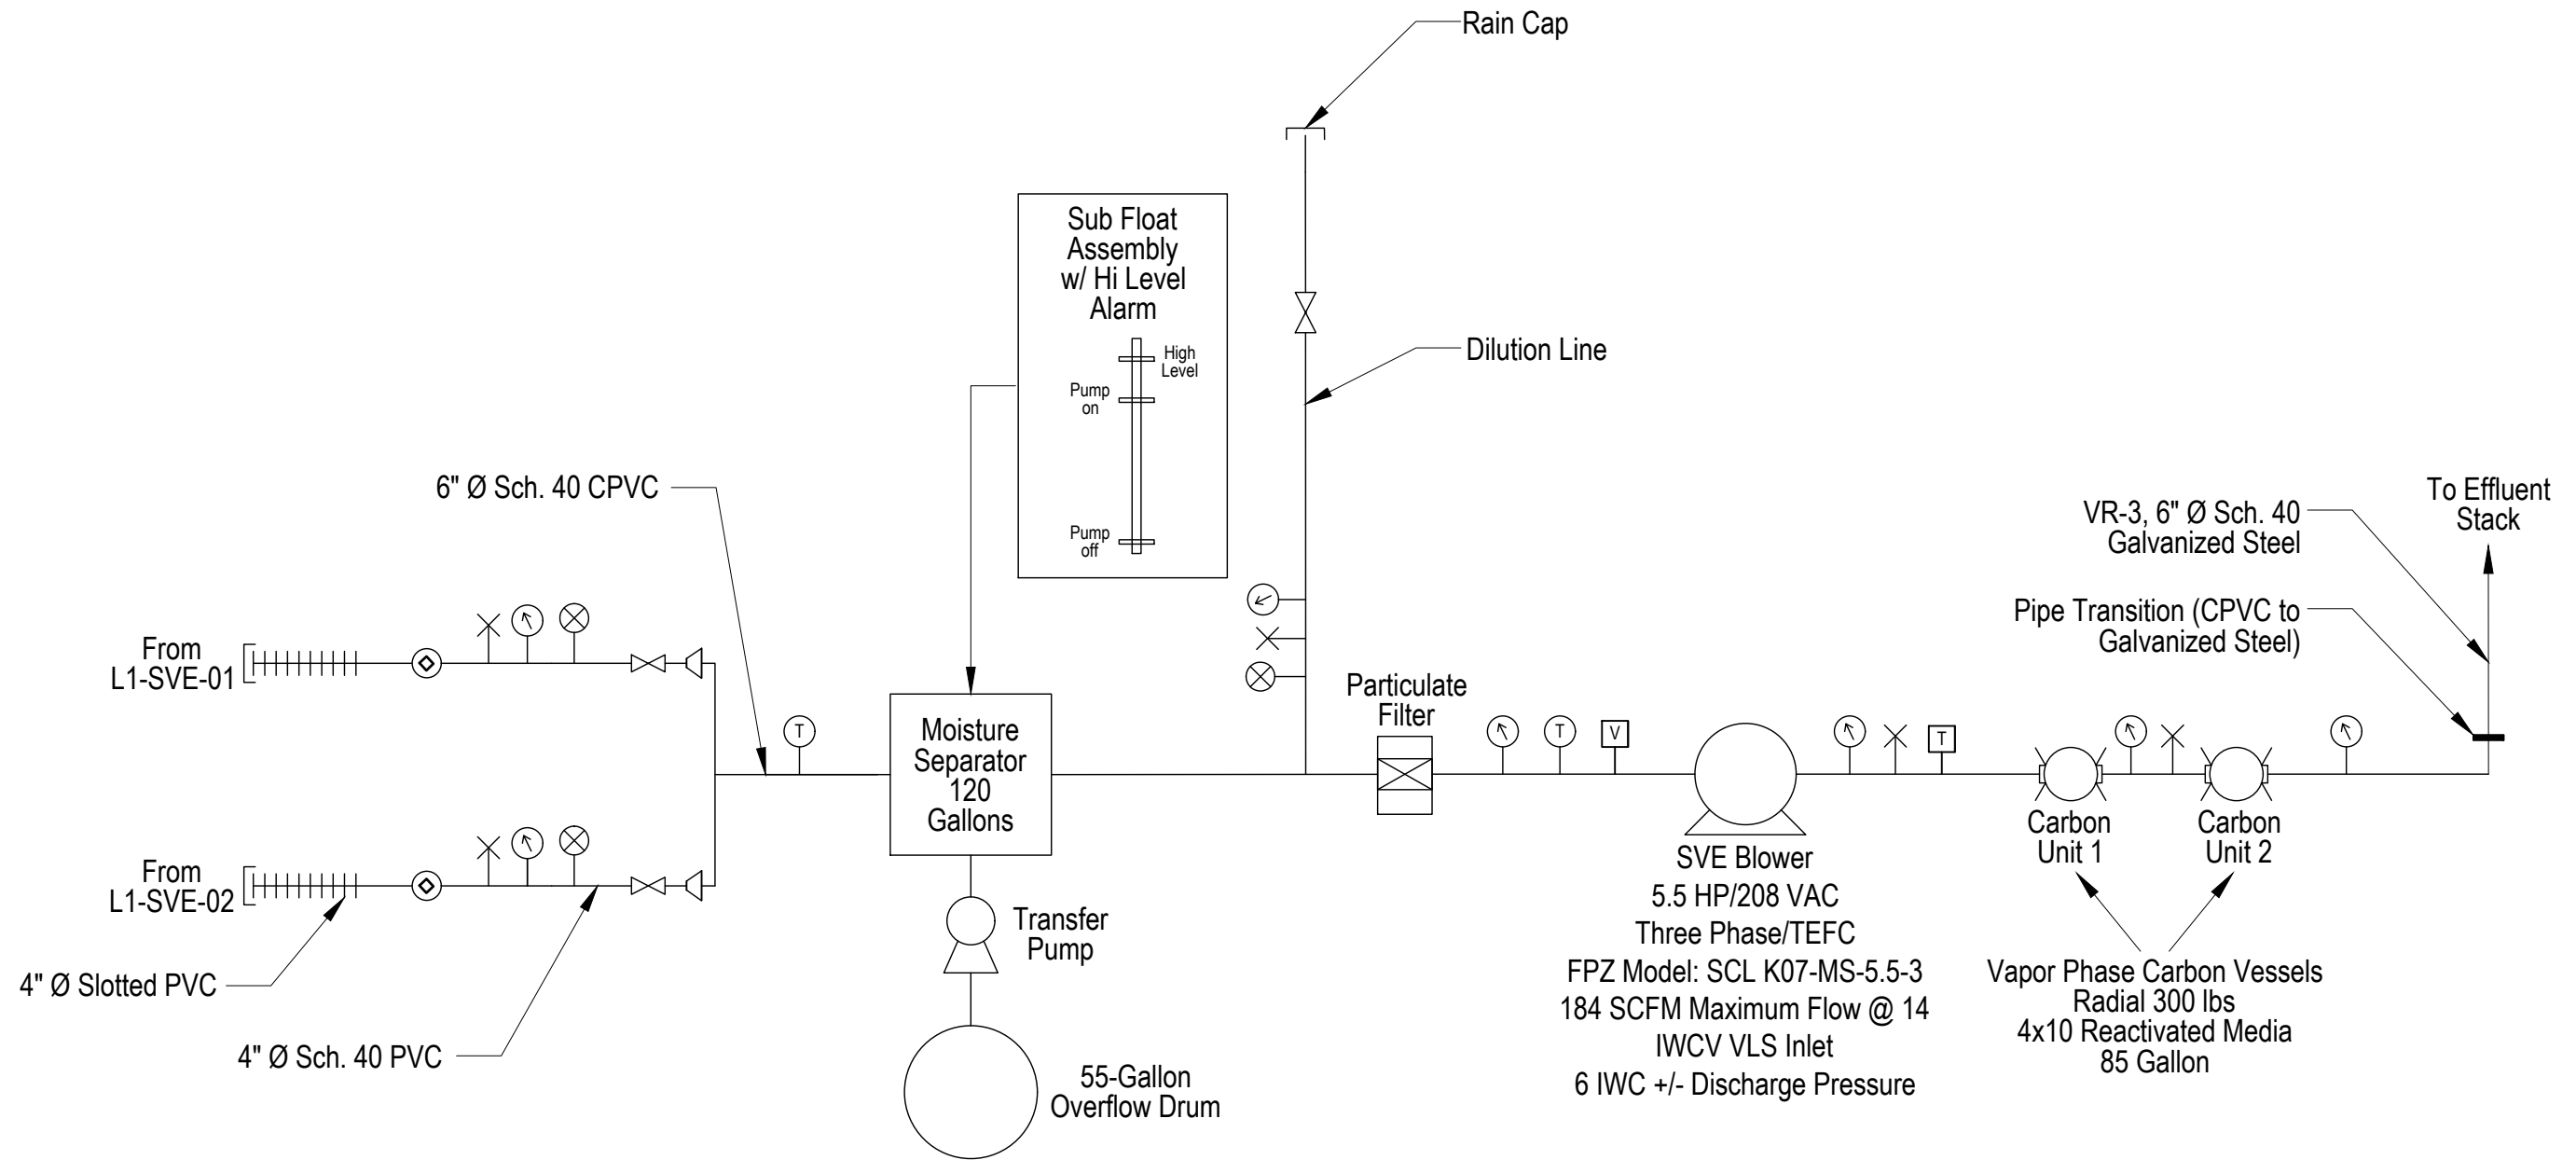 Rain Cap
Sub Float
Assembly
w/ Hi Level
Alarm
High
Level
Pump
on
Pump
off
Dilution Line
6" Ø Sch. 40 CPVC
To Effluent
Stack
VR-3, 6" Ø Sch. 40
Galvanized Steel
Pipe Transition (CPVC to
Galvanized Steel)
From
L1-SVE-01
T
Moisture
Separator
120
Gallons
Particulate
Filter
T
V
T
From
L1-SVE-02
4" Ø Slotted PVC
4" Ø Sch. 40 PVC
Transfer
Pump
55-Gallon
Overflow Drum
SVE Blower
5.5 HP/208 VAC
Three Phase/TEFC
FPZ Model: SCL K07-MS-5.5-3
184 SCFM Maximum Flow @ 14
IWCV VLS Inlet
6 IWC +/- Discharge Pressure
Carbon
Unit 1
Carbon
Unit 2
Vapor Phase Carbon Vessels
Radial 300 lbs
4x10 Reactivated Media
85 Gallon